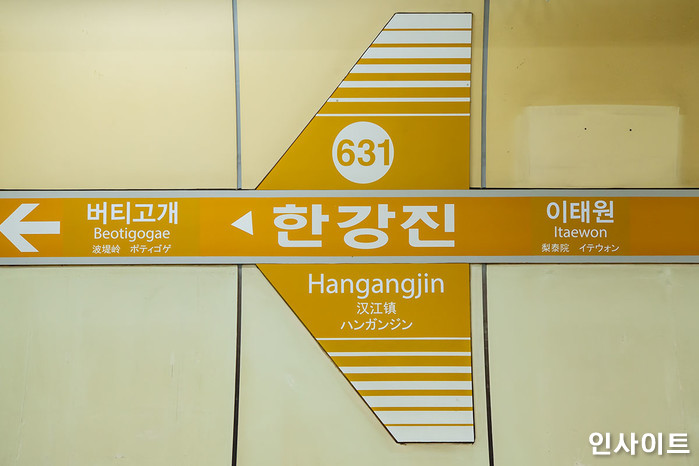 631
버티고개
Beotigogae
波堤岭 ポティゴゲ
한강진
Hangangjin
汉江镇
ハンガンジン
이태원
Itaewon
梨泰院 イテウォン
인사이트